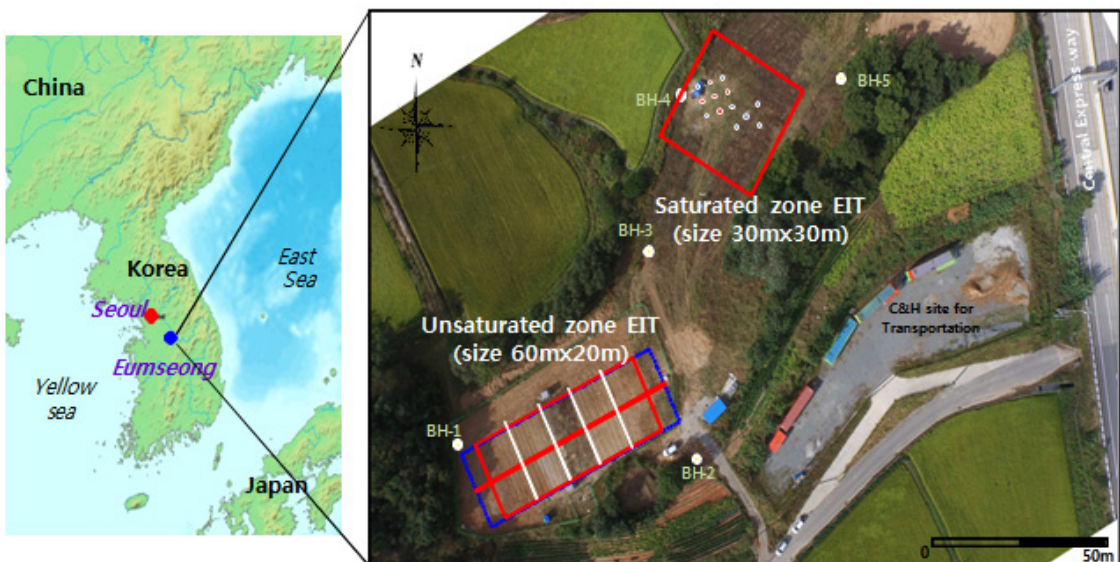 China
Korea
East
Sea
Seoul
Eumseong
Yellow
sea
Japan
N
BH-4
BH-5
Central Express-way
Saturated zone EIT
(size 30mx30m)
BH-3
C&H site for
Transportation
Unsaturated zone EIT
(size 60mx20m)
BH-1
BH-2
0
50m